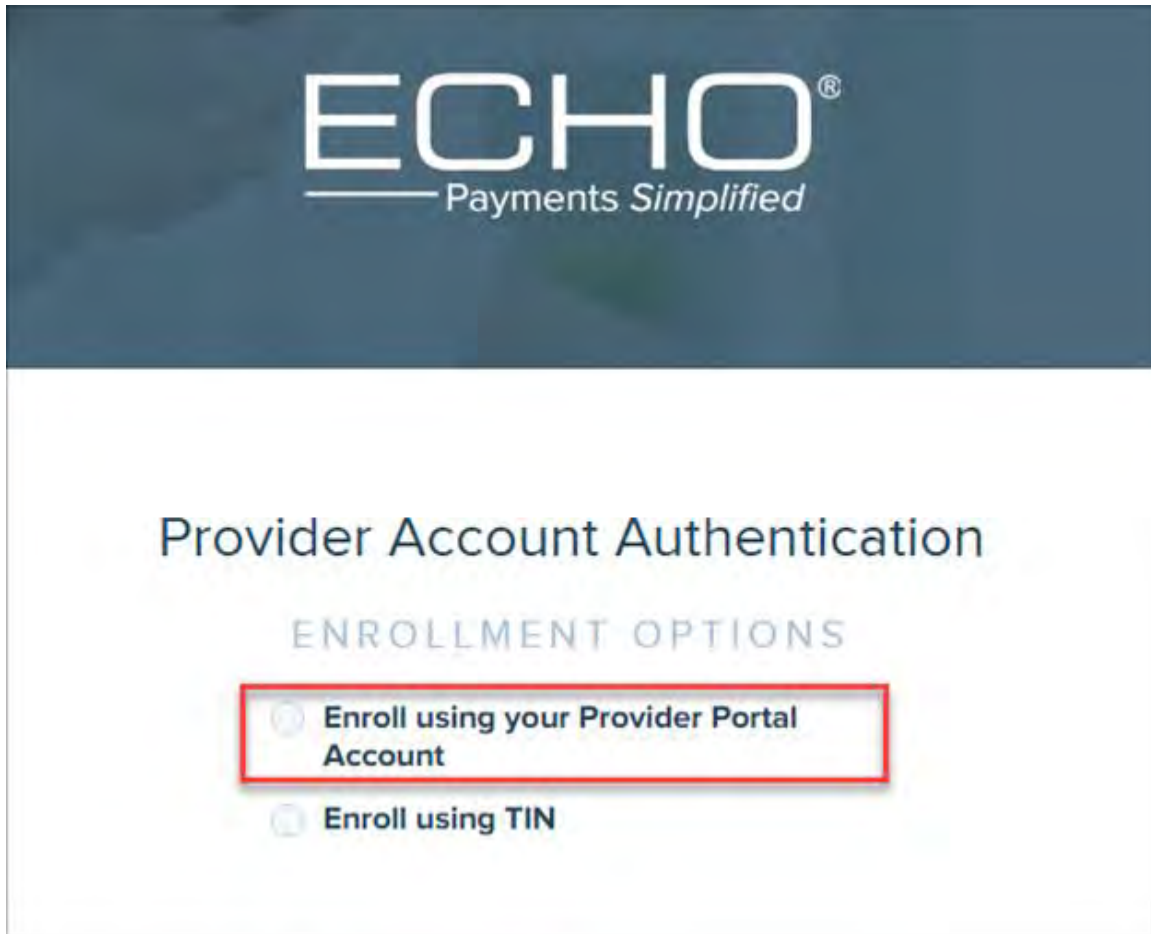 ECHO®
Payments Simplified
Provider Account Authentication
ENROLLMENT OPTIONS
Enroll using your Provider Portal
Account
Enroll using TIN